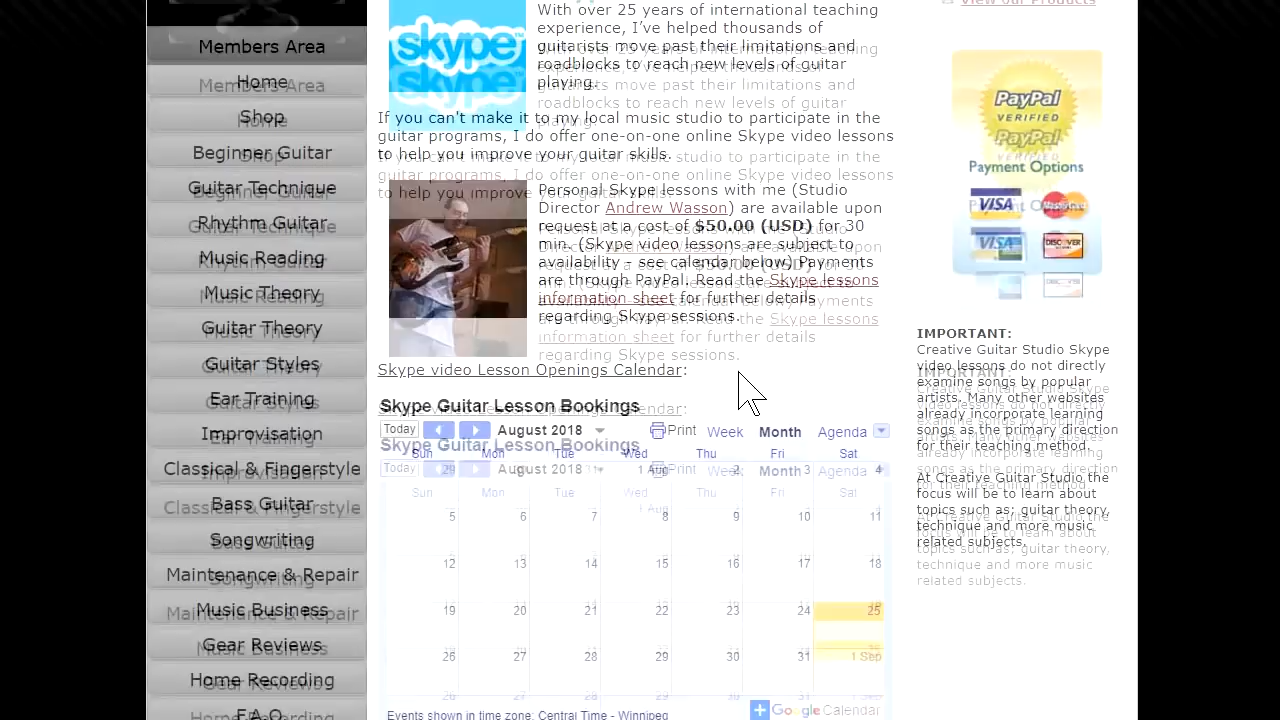 Members Area
Home
Shop
Beginner Guitar
Guitar Technique
Rhythm Guitar
Music Reading
Music Theory
Guitar Theory
Guitar Styles
Ear Training
Improvisation
Classical & Fingerstyle
Bass Guitar
Songwriting
Maintenance & Repair
Music Business
Gear Reviews
Home Recording
FAQ
skype
With over 25 years of international teaching
experience, I've helped thousands of
guitarists move past their limitations and
roadblocks to reach new levels of guitar
playing.
If you can't make it to my local music studio to participate in the
guitar programs, I do offer one-on-one online Skype video lessons
to help you improve your guitar skills.
Personal Skype lessons with me (Studio
Director Andrew Wasson) are available upon
request at a cost of $50.00 (USD) for 30
min. (Skype video lessons are subject to
availability - see calendar below) Payments
are through PayPal. Read the Skype lessons
information sheet for further details
regarding Skype sessions.
Skype video Lesson Openings Calendar:
Skype Guitar Lesson Bookings
Today August 2018 Print Week Month Agenda
Sun Mon Tue Wed Thu Fri Sat
29 1 Aug 2 3 4
5 6 7 8 9 10 11
12 13 14 15 16 17 18
19 20 21 22 23 24 25
26 27 28 29 30 31 1 Sep
Events shown in time zone: Central Time - Winnipeg
Google Calendar
View our Products
PayPal
VERIFIED
Payment Options
VISA MasterCard
VISA DISCOVER
IMPORTANT:
Creative Guitar Studio Skype
video lessons do not directly
examine songs by popular
artists. Many other websites
already incorporate learning
songs as the primary direction
for their teaching method.
At Creative Guitar Studio the
focus will be to learn about
topics such as; guitar theory,
technique and more music
related subjects.